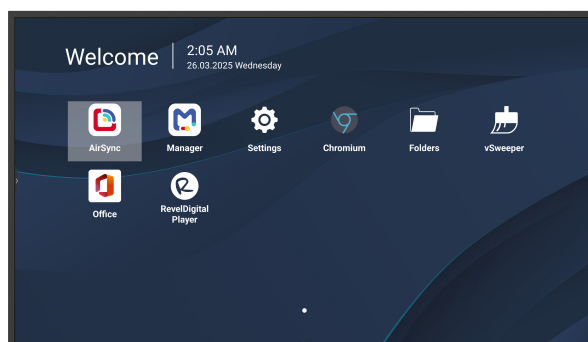 Welcome
2:05 AM
26.03.2025 Wednesday
AirSync
Manager
Settings
Chromium
Folders
vSweeper
Office
RevelDigital
Player